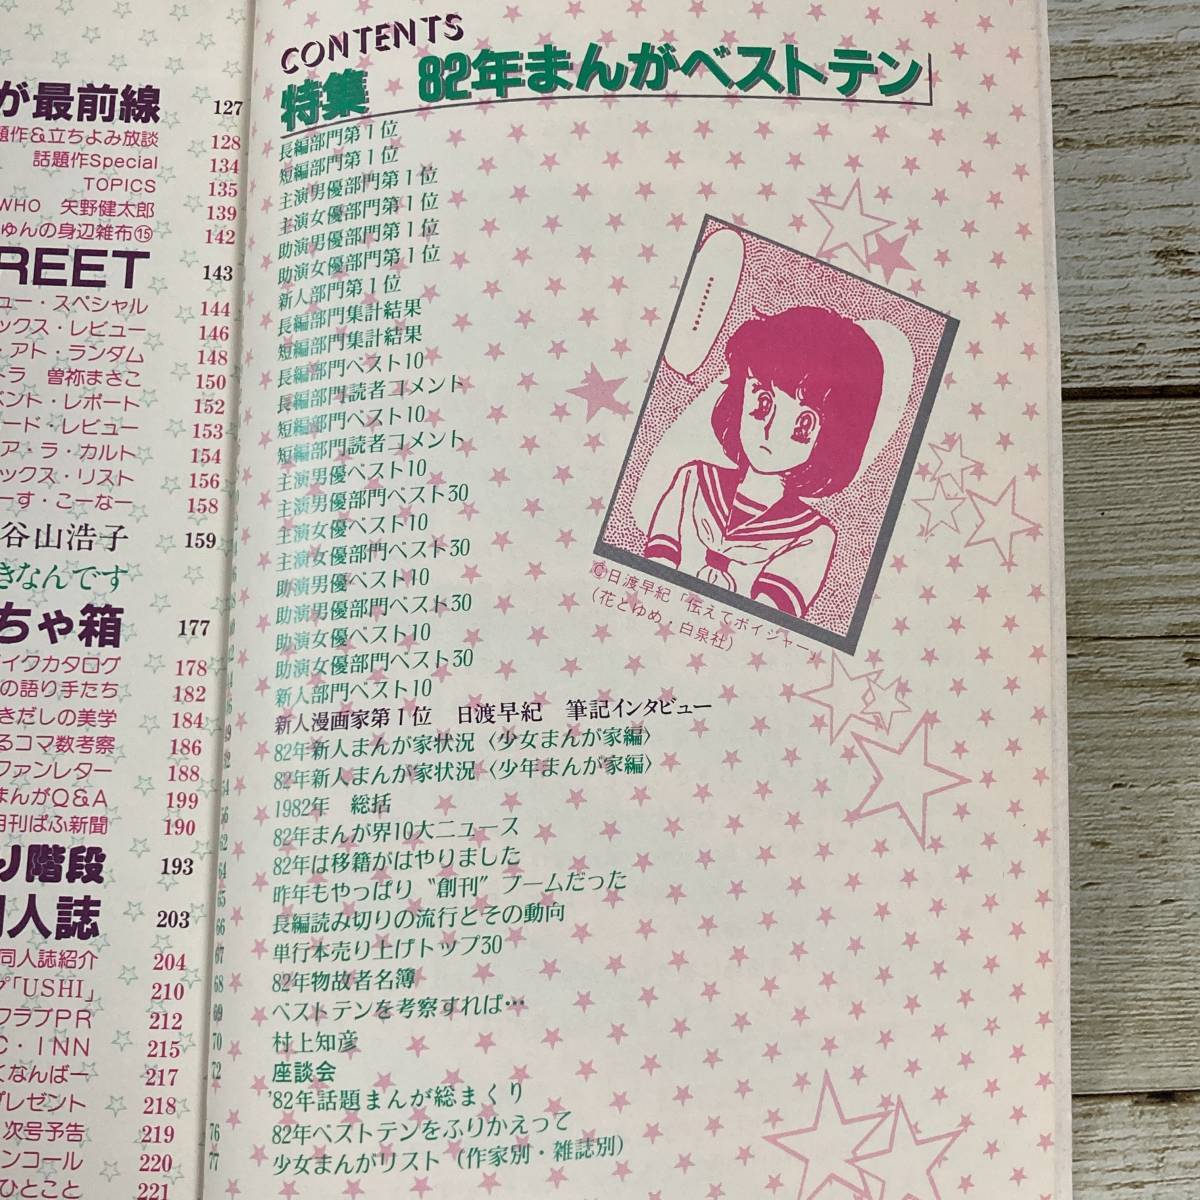 が最前線 127
題作&立ちよみ放談 128
話題作Special 134
TOPICS 135
WHO 矢野健太郎 139
ゅんの身辺雑布⑮ 142
REET 143
ュー・スペシャル 144
ックス・レビュー 146
・アト・ランダム 148
トラ 曽祢まさこ 150
ベント・レポート 152
ード・レビュー 153
ア・ラ・カルト 154
ックス・リスト 156
ーす・こーなー 158
谷山浩子 159
きなんです
ちゃ箱 177
イクカタログ 178
の語り手たち 182
きだしの美学 184
るコマ数考察 186
ファンレター 188
まんがQ&A 199
月刊ぱふ新聞 190
り階段 193
同人誌 203
同人誌紹介 204
プ「USHI」 210
クラブPR 212
C・INN 215
くなんばー 217
プレゼント 218
次号予告 219
ンコール 220
ひとこと 221
CONTENTS
特集 82年まんがベストテン
長編部門第1位
短編部門第1位
主演男優部門第1位
主演女優部門第1位
助演男優部門第1位
助演女優部門第1位
新人部門第1位
長編部門集計結果
短編部門集計結果
長編部門ベスト10
長編部門読者コメント
短編部門ベスト10
短編部門読者コメント
主演男優ベスト10
主演男優部門ベスト30
主演女優ベスト10
主演女優部門ベスト30
助演男優ベスト10
助演男優部門ベスト30
助演女優ベスト10
助演女優部門ベスト30
新人部門ベスト10
新人漫画家第1位 日渡早紀 筆記インタビュー
82年新人まんが家状況〈少女まんが家編〉
82年新人まんが家状況〈少年まんが家編〉
1982年 総括
62 82年まんが界10大ニュース
64 82年は移籍がはやりました
65 昨年もやっぱり〝創刊〟ブームだった
66 長編読み切りの流行とその動向
67 単行本売り上げトップ30
68 82年物故者名簿
69 ベストテンを考察すれば…
70 村上知彦
72 座談会
'82年話題まんが総まくり
76 82年ベストテンをふりかえって
77 少女まんがリスト(作家別・雑誌別)
………
©日渡早紀「伝えてボイジャー」
(花とゆめ・白泉社)